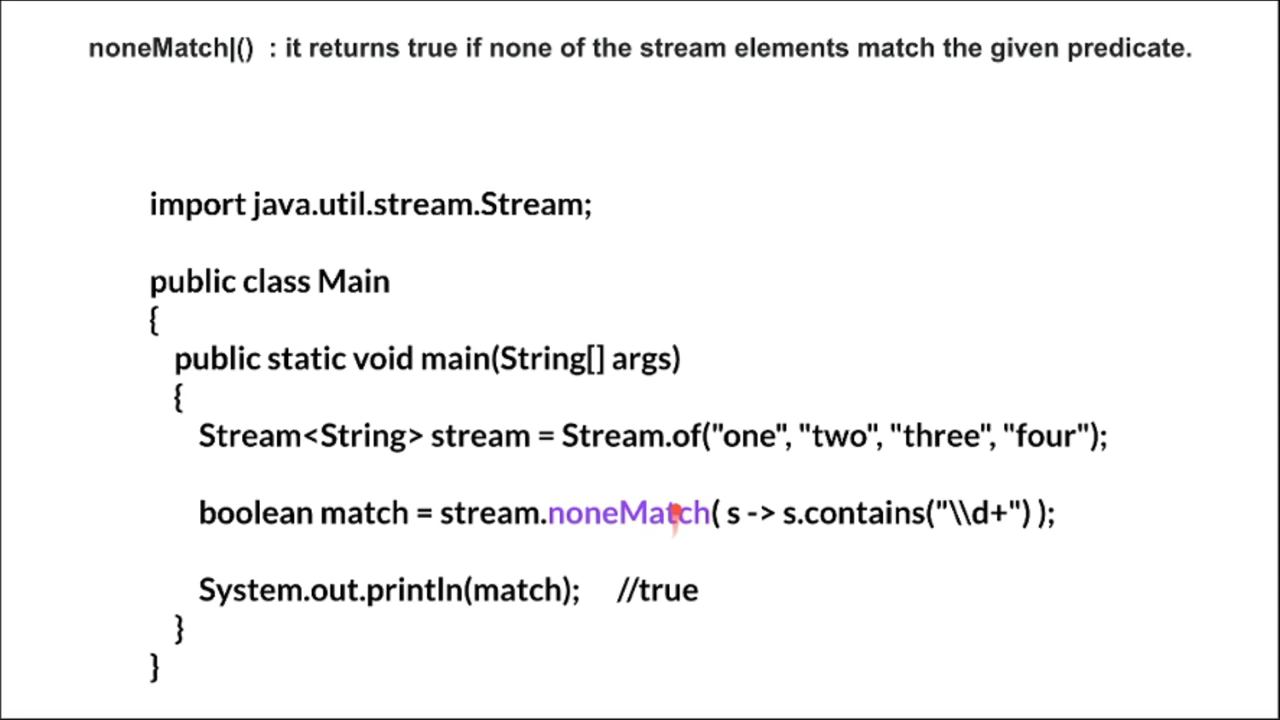 noneMatch|() : it returns true if none of the stream elements match the given predicate.
import java.util.stream.Stream;
public class Main
{
public static void main(String[] args)
{
Stream<String> stream = Stream.of("one", "two", "three", "four");
boolean match = stream.noneMatch( s -> s.contains("\\d+") );
System.out.println(match); //true
}
}